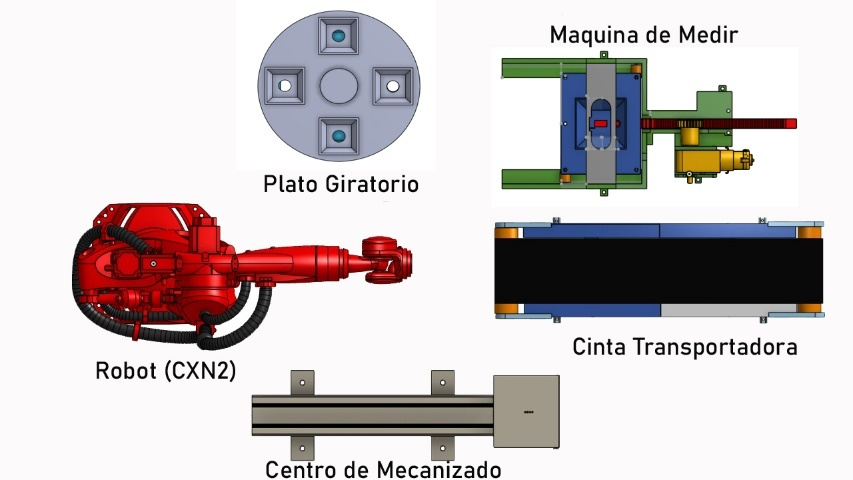 Maquina de Medir
Plato Giratorio
Cinta Transportadora
Robot (CXN2)
Centro de Mecanizado